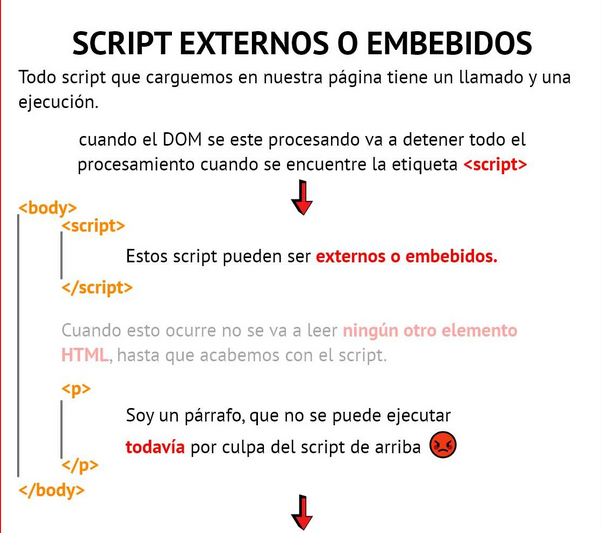 SCRIPT EXTERNOS O EMBEBIDOS
Todo script que carguemos en nuestra página tiene un llamado y una
ejecución.
cuando el DOM se este procesando va a detener todo el
procesamiento cuando se encuentre la etiqueta <script>
<body>
<script>
Estos script pueden ser externos o embebidos.
</script>
Cuando esto ocurre no se va a leer ningún otro elemento
HTML, hasta que acabemos con el script.
<p>
Soy un párrafo, que no se puede ejecutar
todavía por culpa del script de arriba
</p>
</body>